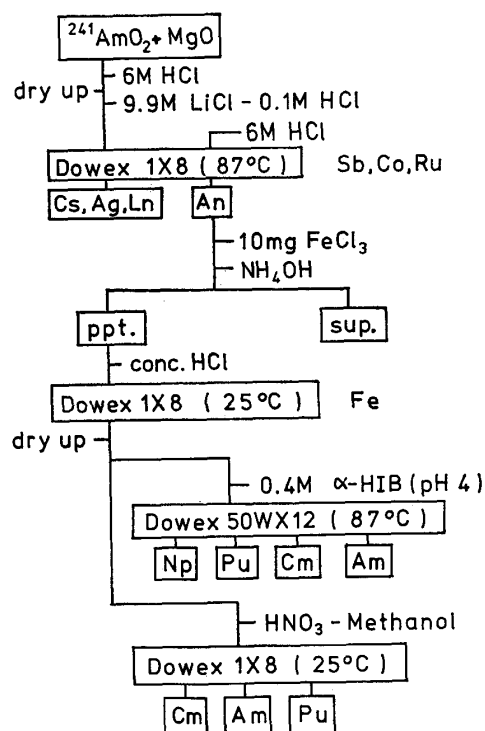 ²⁴¹AmO₂+ MgO
6M HCl
dry up
9.9M LiCl – 0.1M HCl
6M HCl
Dowex 1X8 ( 87°C )
Sb,Co,Ru
Cs,Ag,Ln
An
10mg FeCl₃
NH₄OH
ppt.
sup.
conc. HCl
Dowex 1X8 ( 25°C )
Fe
dry up
0.4M α-HIB (pH 4)
Dowex 50WX12 ( 87°C )
Np
Pu
Cm
Am
HNO₃ – Methanol
Dowex 1X8 ( 25°C )
Cm
Am
Pu